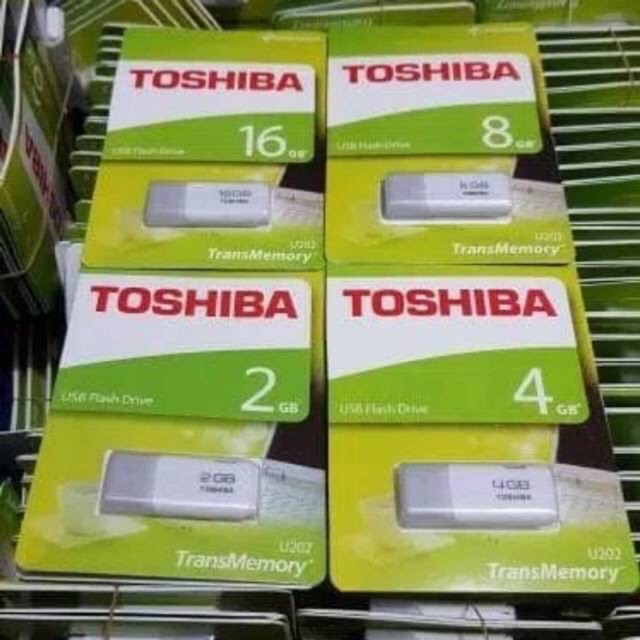 TOSHIBA
USB Flash Drive
16 GB
16GB
TOSHIBA
U202
TransMemory
TOSHIBA
USB Flash Drive
8 GB
8GB
TOSHIBA
U202
TransMemory
TOSHIBA
USB Flash Drive
2 GB
2GB
TOSHIBA
U202
TransMemory
TOSHIBA
USB Flash Drive
4 GB
4GB
TOSHIBA
U202
TransMemory